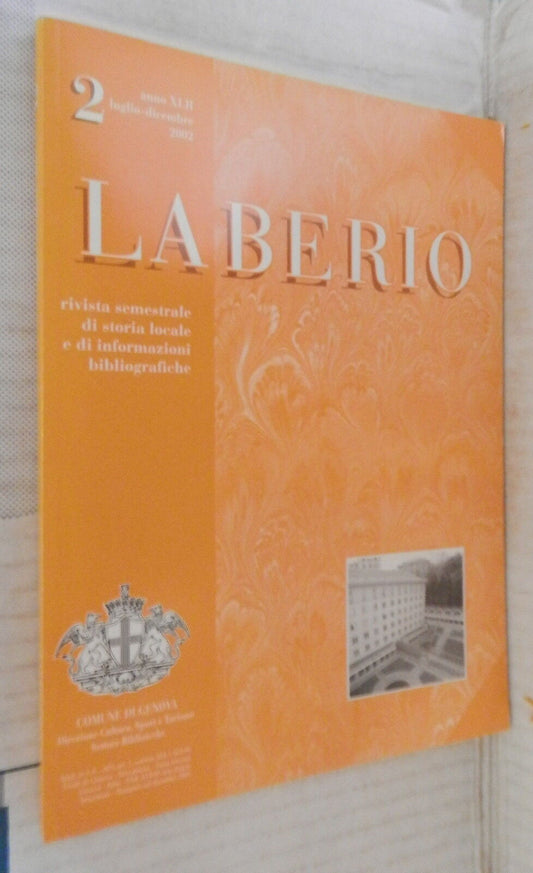 2
anno XLII
luglio-dicembre
2002
LABERIO
rivista semestrale
di storia locale
e di informazioni
bibliografiche
COMUNE DI GENOVA
Direzione Cultura, Sport e Turismo
Settore Biblioteche